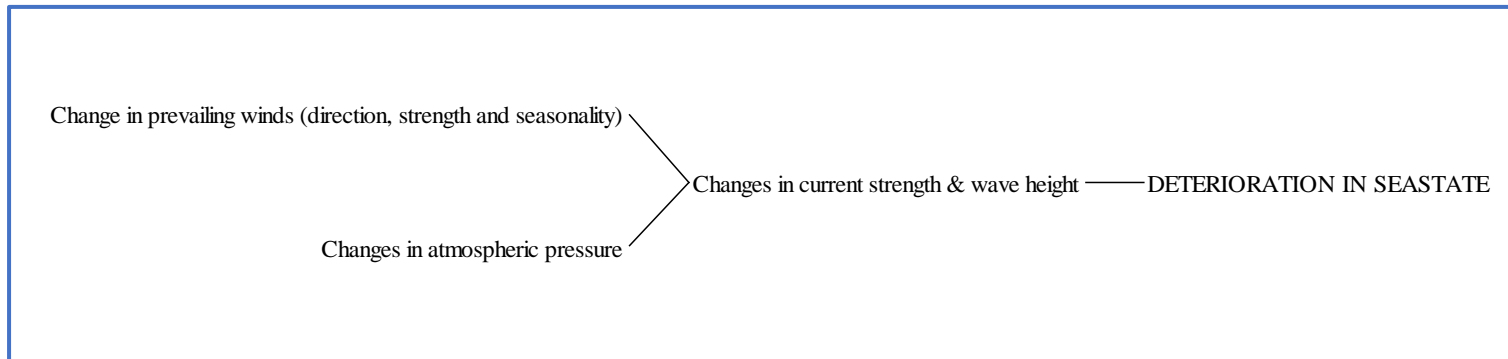 Change in prevailing winds (direction, strength and seasonality)
Changes in current strength & wave height
DETERIORATION IN SEASTATE
Changes in atmospheric pressure